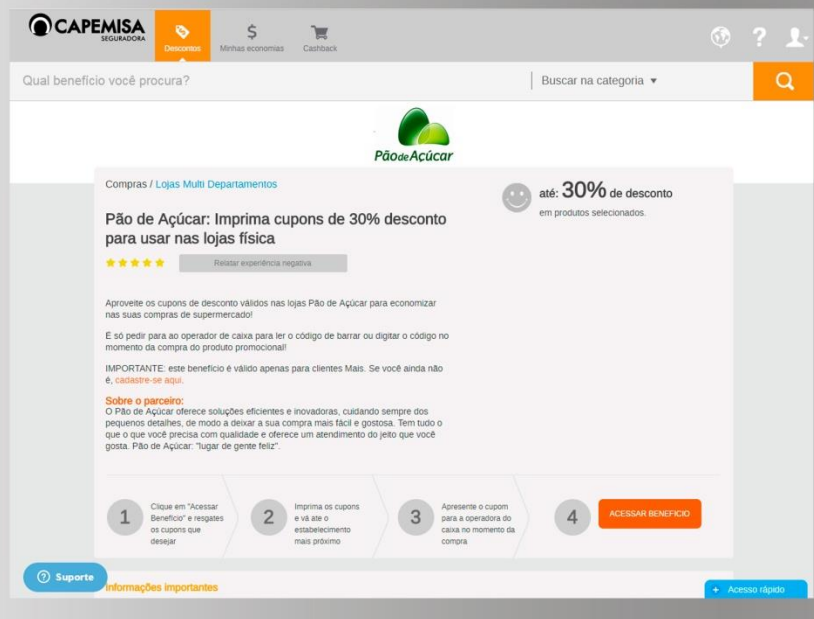 CAPEMISA
SEGURADORA
Descontos
Minhas economias
Cashback
Qual benefício você procura?
Buscar na categoria
PãodeAçúcar
Compras / Lojas Multi Departamentos
Pão de Açúcar: Imprima cupons de 30% desconto
para usar nas lojas física
Relatar experiência negativa
até: 30% de desconto
em produtos selecionados.
Aproveite os cupons de desconto válidos nas lojas Pão de Açúcar para economizar
nas suas compras de supermercado!
É só pedir para ao operador de caixa para ler o código de barrar ou digitar o código no
momento da compra do produto promocional!
IMPORTANTE: este benefício é válido apenas para clientes Mais. Se você ainda não
é, cadastre-se aqui.
Sobre o parceiro:
O Pão de Açúcar oferece soluções eficientes e inovadoras, cuidando sempre dos
pequenos detalhes, de modo a deixar a sua compra mais fácil e gostosa. Tem tudo o
que o que você precisa com qualidade e oferece um atendimento do jeito que você
gosta. Pão de Açúcar: "lugar de gente feliz".
1
Clique em "Acessar
Benefício" e resgates
os cupons que
desejar
2
Imprima os cupons
e vá ate o
estabelecimento
mais próximo
3
Apresente o cupom
para a operadora do
caixa no momento da
compra.
4
ACESSAR BENEFICIO
Suporte
Informações importantes
+ Acesso rápido